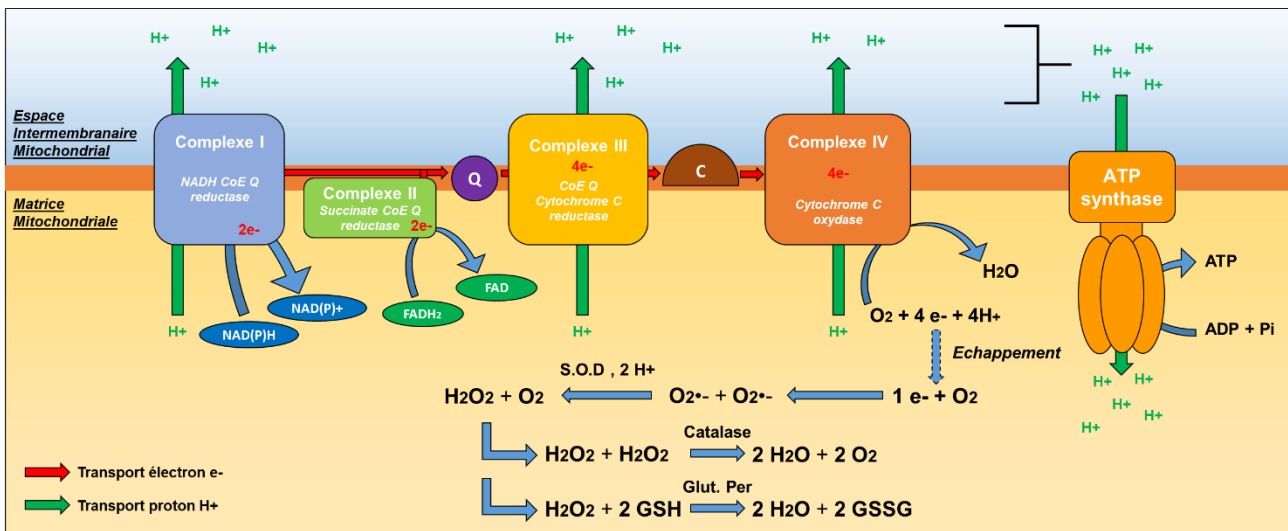 H+ H+ H+ H+
H+ H+ H+ H+
H+ H+ H+ H+
H+ H+ H+ H+ H+ H+
Espace
Intermembranaire
Mitochondrial
Matrice
Mitochondriale
Complexe I
NADH CoE Q
reductase
2e-
Complexe II
Succinate CoE Q
reductase 2e-
Q
Complexe III
4e-
CoE Q
Cytochrome C
reductase
C
Complexe IV
4e-
Cytochrome C
oxydase
ATP
synthase
NAD(P)+
NAD(P)H
H+
FADH2
FAD
H+
H+
H2O
O2 + 4 e- + 4H+
Echappement
ATP
ADP + Pi
H+ H+ H+ H+ H+
S.O.D , 2 H+
H2O2 + O2
O2•- + O2•-
1 e- + O2
Catalase
H2O2 + H2O2
2 H2O + 2 O2
Glut. Per
H2O2 + 2 GSH
2 H2O + 2 GSSG
Transport électron e-
Transport proton H+